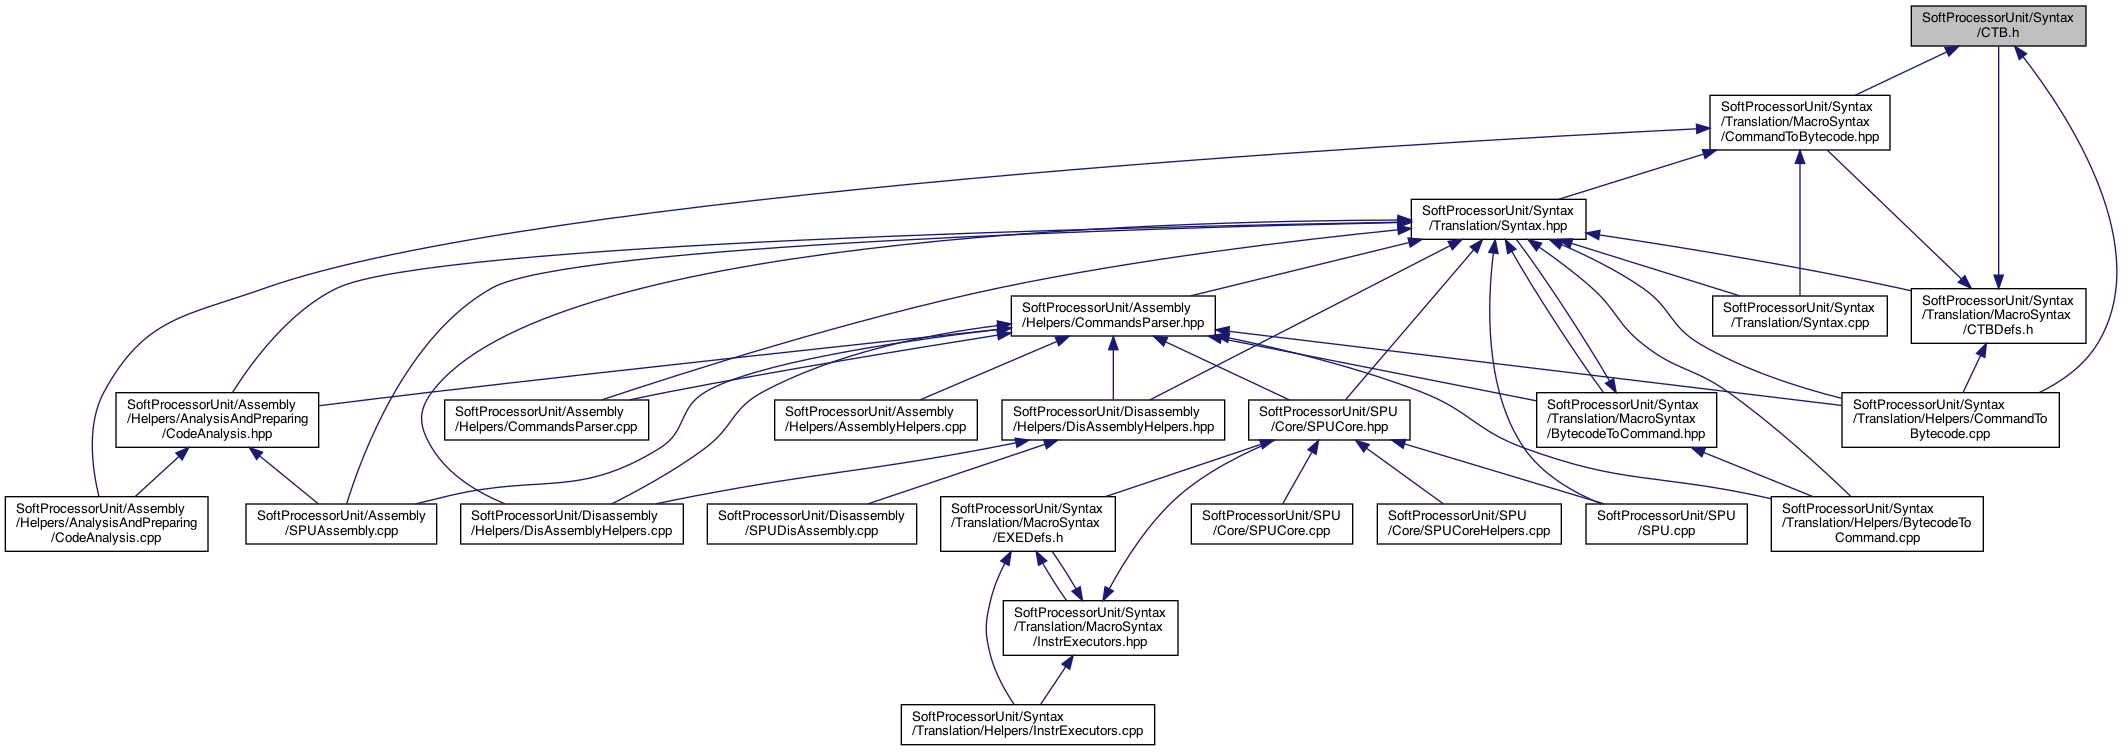 SoftProcessorUnit/Syntax
/CTB.h
SoftProcessorUnit/Syntax
/Translation/MacroSyntax
/CommandToBytecode.hpp
SoftProcessorUnit/Syntax
/Translation/Syntax.hpp
SoftProcessorUnit/Assembly
/Helpers/CommandsParser.hpp
SoftProcessorUnit/Syntax
/Translation/Syntax.cpp
SoftProcessorUnit/Syntax
/Translation/MacroSyntax
/CTBDefs.h
SoftProcessorUnit/Assembly
/Helpers/AnalysisAndPreparing
/CodeAnalysis.hpp
SoftProcessorUnit/Assembly
/Helpers/CommandsParser.cpp
SoftProcessorUnit/Assembly
/Helpers/AssemblyHelpers.cpp
SoftProcessorUnit/Disassembly
/Helpers/DisAssemblyHelpers.hpp
SoftProcessorUnit/SPU
/Core/SPUCore.hpp
SoftProcessorUnit/Syntax
/Translation/MacroSyntax
/BytecodeToCommand.hpp
SoftProcessorUnit/Syntax
/Translation/Helpers/CommandTo
Bytecode.cpp
SoftProcessorUnit/Assembly
/Helpers/AnalysisAndPreparing
/CodeAnalysis.cpp
SoftProcessorUnit/Assembly
/SPUAssembly.cpp
SoftProcessorUnit/Disassembly
/Helpers/DisAssemblyHelpers.cpp
SoftProcessorUnit/Disassembly
/SPUDisAssembly.cpp
SoftProcessorUnit/Syntax
/Translation/MacroSyntax
/EXEDefs.h
SoftProcessorUnit/SPU
/Core/SPUCore.cpp
SoftProcessorUnit/SPU
/Core/SPUCoreHelpers.cpp
SoftProcessorUnit/SPU
/SPU.cpp
SoftProcessorUnit/Syntax
/Translation/Helpers/BytecodeTo
Command.cpp
SoftProcessorUnit/Syntax
/Translation/MacroSyntax
/InstrExecutors.hpp
SoftProcessorUnit/Syntax
/Translation/Helpers/InstrExecutors.cpp